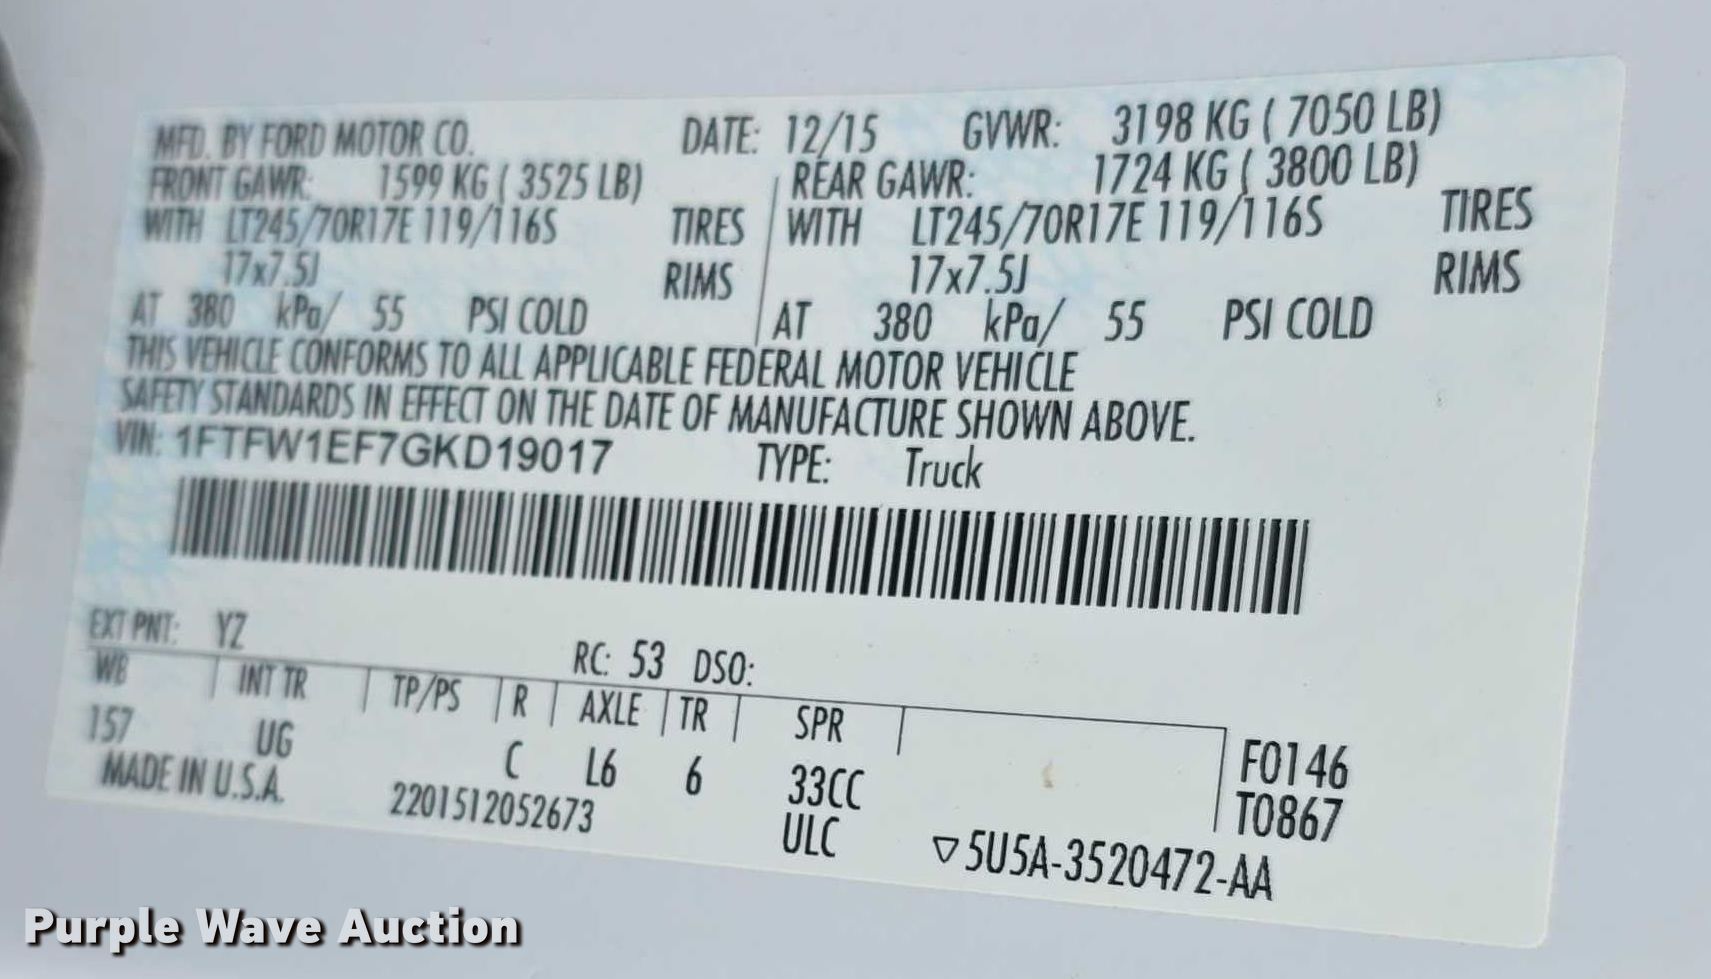 MFD. BY FORD MOTOR CO. DATE: 12/15 GVWR: 3198 KG ( 7050 LB)
FRONT GAWR: 1599 KG ( 3525 LB) REAR GAWR: 1724 KG ( 3800 LB)
WITH LT245/70R17E 119/116S TIRES WITH LT245/70R17E 119/116S TIRES
17x7.5J RIMS 17x7.5J RIMS
AT 380 kPa/ 55 PSI COLD AT 380 kPa/ 55 PSI COLD
THIS VEHICLE CONFORMS TO ALL APPLICABLE FEDERAL MOTOR VEHICLE
SAFETY STANDARDS IN EFFECT ON THE DATE OF MANUFACTURE SHOWN ABOVE.
VIN: 1FTFW1EF7GKD19017 TYPE: Truck
EXT PNT: YZ RC: 53 DSO:
WB INT TR TP/PS R AXLE TR SPR
157 UG C L6 6 33CC F0146
MADE IN U.S.A. 2201512052673 ULC T0867
▽5U5A-3520472-AA
Purple Wave Auction